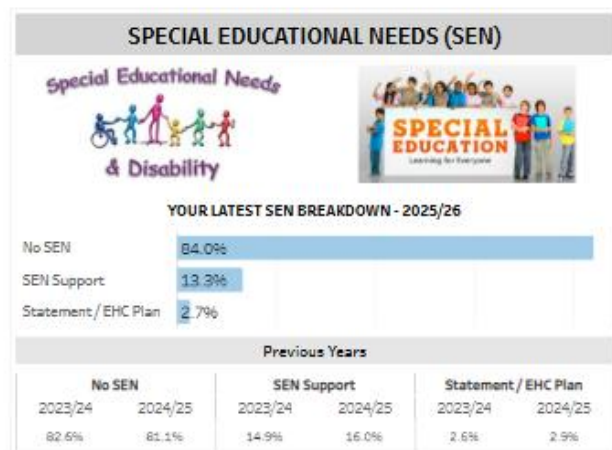 SPECIAL EDUCATIONAL NEEDS (SEN)
Special Educational Needs
& Disability
SPECIAL
EDUCATION
Learning for Everyone
YOUR LATEST SEN BREAKDOWN - 2025/26
No SEN 84.0%
SEN Support 13.3%
Statement / EHC Plan 2.7%
Previous Years
No SEN SEN Support Statement / EHC Plan
2023/24 2024/25 2023/24 2024/25 2023/24 2024/25
82.6% 81.1% 14.9% 16.0% 2.6% 2.9%